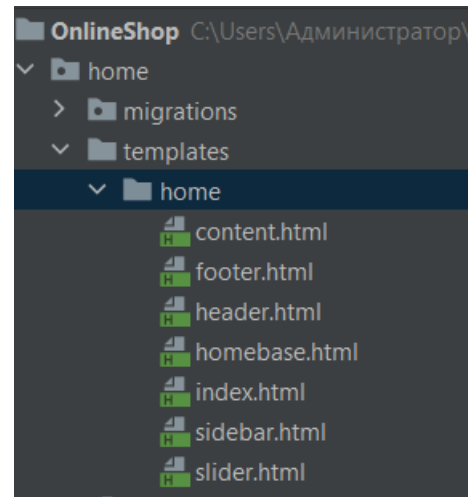 OnlineShop C:\Users\Администратор\
home
migrations
templates
home
content.html
footer.html
header.html
homebase.html
index.html
sidebar.html
slider.html